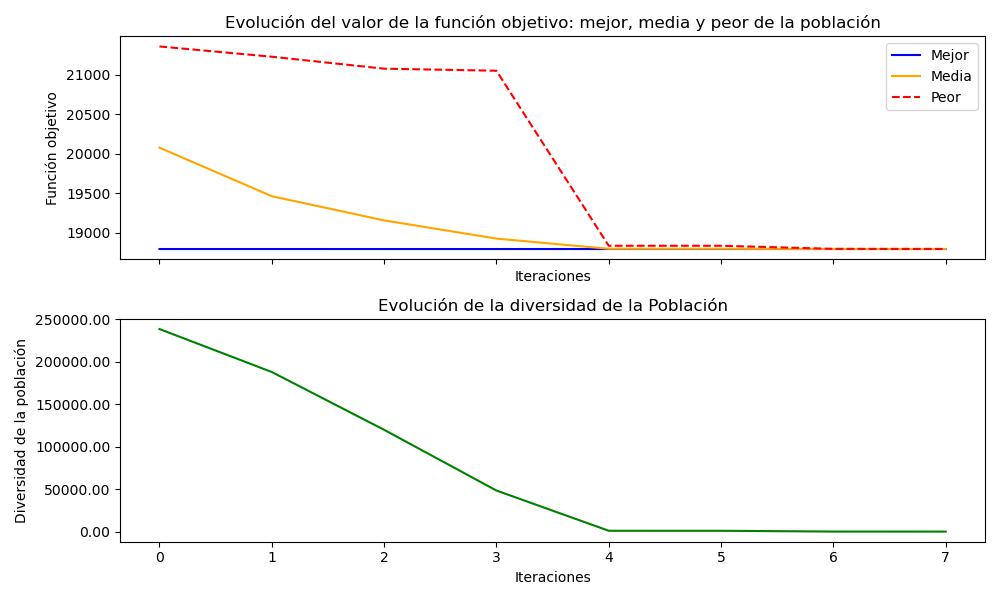 Evolución del valor de la función objetivo: mejor, media y peor de la población
Función objetivo
21000
20500
20000
19500
19000
Mejor
Media
Peor
Iteraciones
Evolución de la diversidad de la Población
Diversidad de la población
250000.00
200000.00
150000.00
100000.00
50000.00
0.00
0 1 2 3 4 5 6 7
Iteraciones